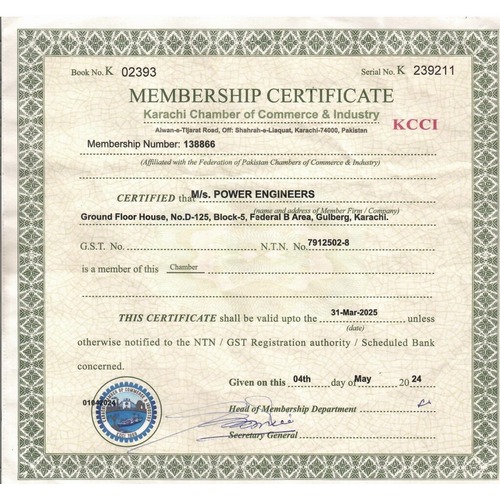 Book No. K 02393
Serial No. K 239211
MEMBERSHIP CERTIFICATE
Karachi Chamber of Commerce & Industry
KCCI
Aiwan-e-Tijarat Road, Off: Shahrah-e-Liaquat, Karachi-74000, Pakistan
Membership Number: 138866
(Affiliated with the Federation of Pakistan Chambers of Commerce & Industry)
CERTIFIED that M/s. POWER ENGINEERS
(name and address of Member Firm / Company)
Ground Floor House, No.D-125, Block-5, Federal B Area, Gulberg, Karachi.
G.S.T. No. N.T.N. No. 7912502-8
is a member of this Chamber
THIS CERTIFICATE shall be valid upto the 31-Mar-2025 unless
(date)
otherwise notified to the NTN / GST Registration authority / Scheduled Bank
concerned.
Given on this 04th day of May 2024
01042024
Head of Membership Department
Secretary General